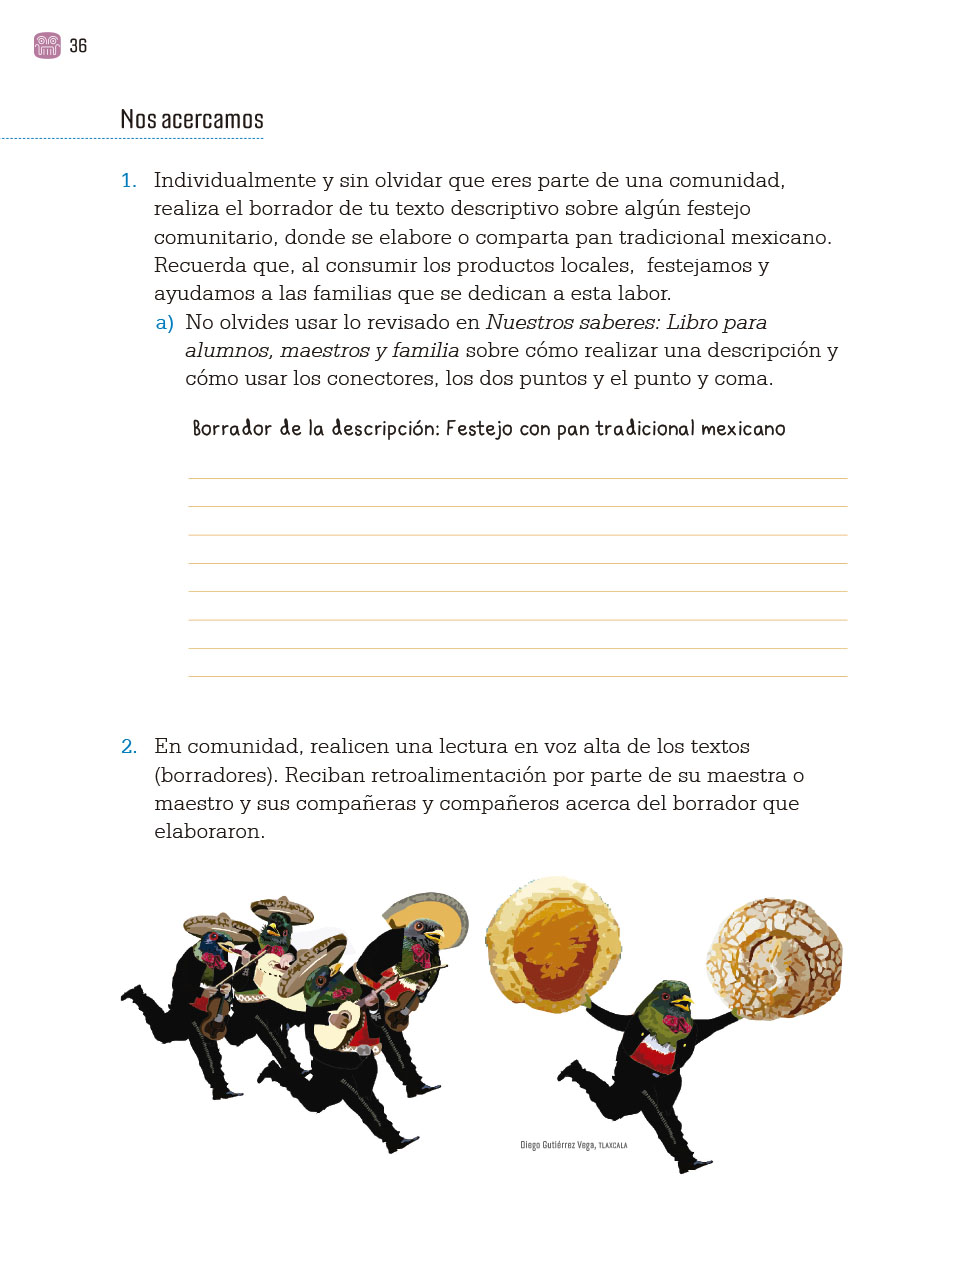 36
Nos acercamos
1. Individualmente y sin olvidar que eres parte de una comunidad,
realiza el borrador de tu texto descriptivo sobre algún festejo
comunitario, donde se elabore o comparta pan tradicional mexicano.
Recuerda que, al consumir los productos locales, festejamos y
ayudamos a las familias que se dedican a esta labor.
a) No olvides usar lo revisado en Nuestros saberes: Libro para
alumnos, maestros y familia sobre cómo realizar una descripción y
cómo usar los conectores, los dos puntos y el punto y coma.
Borrador de la descripción: Festejo con pan tradicional mexicano
2. En comunidad, realicen una lectura en voz alta de los textos
(borradores). Reciban retroalimentación por parte de su maestra o
maestro y sus compañeras y compañeros acerca del borrador que
elaboraron.
Diego Gutiérrez Vega, TLAXCALA